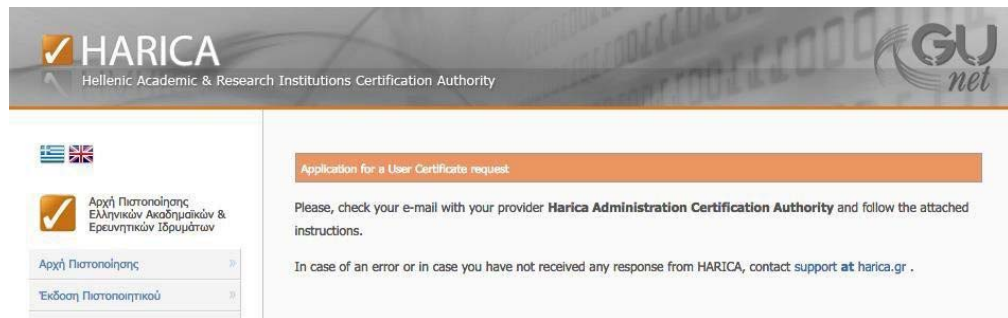 HARICA
Hellenic Academic & Research Institutions Certification Authority
GU
net
Application for a User Certificate request
Αρχή Πιστοποίησης
Ελληνικών Ακαδημαϊκών &
Ερευνητικών Ιδρυμάτων
Αρχή Πιστοποίησης
Έκδοση Πιστοποιητικού
Please, check your e-mail with your provider Harica Administration Certification Authority and follow the attached
instructions.
In case of an error or in case you have not received any response from HARICA, contact support at harica.gr .